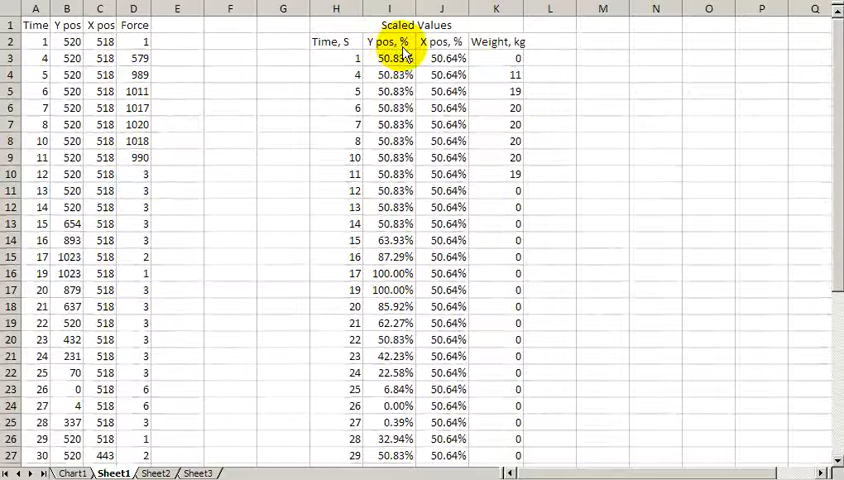 A B C D E F G H I J K L M N O P Q
1 Time Y pos X pos Force Scaled Values
2 1 520 518 1 Time, S Y pos, % X pos, % Weight, kg
3 4 520 518 579 1 50.83% 50.64% 0
4 5 520 518 989 4 50.83% 50.64% 11
5 6 520 518 1011 5 50.83% 50.64% 19
6 7 520 518 1017 6 50.83% 50.64% 20
7 8 520 518 1020 7 50.83% 50.64% 20
8 10 520 518 1018 8 50.83% 50.64% 20
9 11 520 518 990 10 50.83% 50.64% 20
10 12 520 518 3 11 50.83% 50.64% 19
11 13 520 518 3 12 50.83% 50.64% 0
12 14 520 518 3 13 50.83% 50.64% 0
13 15 654 518 3 14 50.83% 50.64% 0
14 16 893 518 3 15 63.93% 50.64% 0
15 17 1023 518 2 16 87.29% 50.64% 0
16 19 1023 518 1 17 100.00% 50.64% 0
17 20 879 518 3 19 100.00% 50.64% 0
18 21 637 518 3 20 85.92% 50.64% 0
19 22 520 518 3 21 62.27% 50.64% 0
20 23 432 518 3 22 50.83% 50.64% 0
21 24 231 518 3 23 42.23% 50.64% 0
22 25 70 518 3 24 22.58% 50.64% 0
23 26 0 518 6 25 6.84% 50.64% 0
24 27 4 518 6 26 0.00% 50.64% 0
25 28 337 518 3 27 0.39% 50.64% 0
26 29 520 518 1 28 32.94% 50.64% 0
27 30 520 443 2 29 50.83% 50.64% 0
Chart1 Sheet1 Sheet2 Sheet3